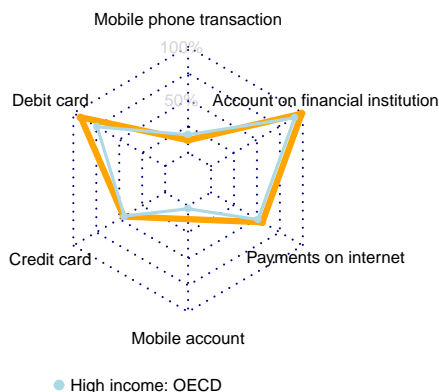 Mobile phone transaction
100%
Debit card
50%
Account on financial institution
Credit card
Payments on internet
Mobile account
High income: OECD